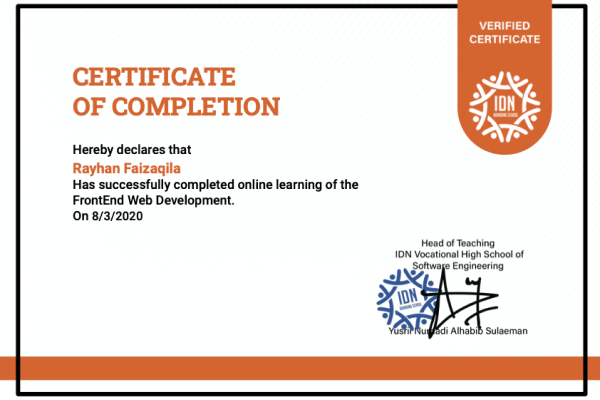 VERIFIED
CERTIFICATE
IDN
BOARDING SCHOOL
CERTIFICATE
OF COMPLETION
Hereby declares that
Rayhan Faizaqila
Has successfully completed online learning of the
FrontEnd Web Development.
On 8/3/2020
Head of Teaching
IDN Vocational High School of
Software Engineering
IDN
BOARDING SCHOOL
Alhabib Sulaeman